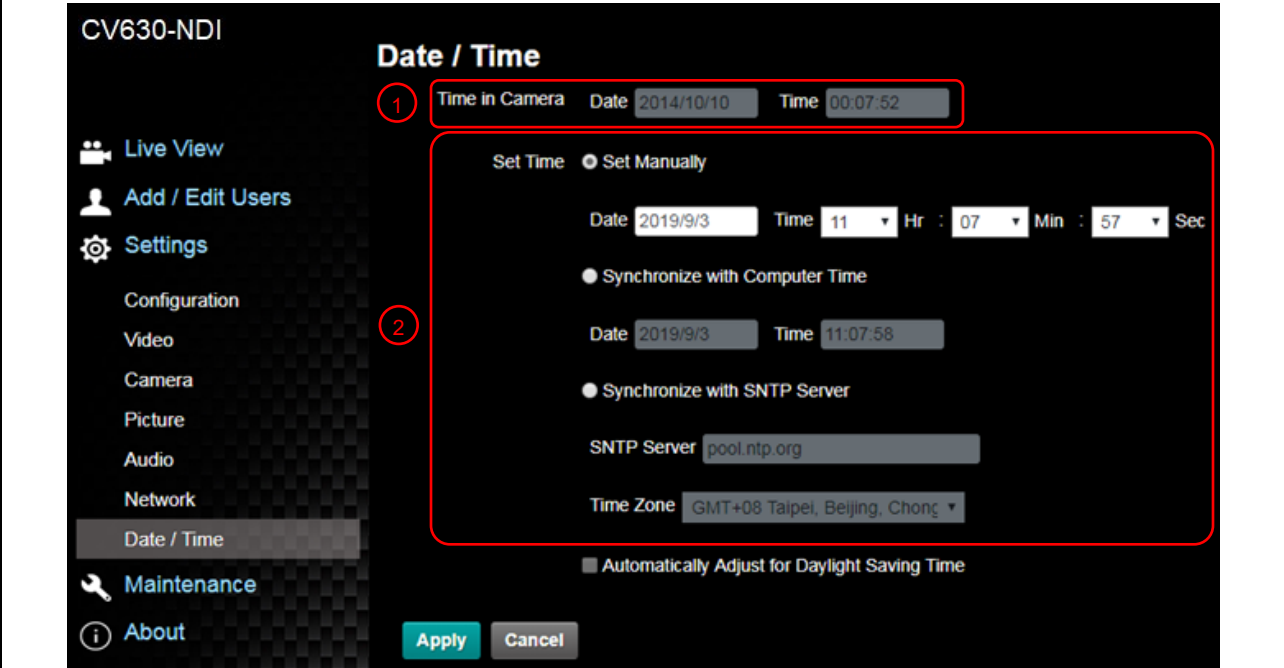 CV630-NDI
Date / Time
1 Time in Camera Date 2014/10/10 Time 00:07:52
Live View
Add / Edit Users
Settings
Configuration
Video
Camera
Picture
Audio
Network
Date / Time
Maintenance
About
2
Set Time Set Manually
Date 2019/9/3 Time 11 Hr : 07 Min : 57 Sec
Synchronize with Computer Time
Date 2019/9/3 Time 11:07:58
Synchronize with SNTP Server
SNTP Server pool.ntp.org
Time Zone GMT+08 Taipei, Beijing, Chong
Automatically Adjust for Daylight Saving Time
Apply Cancel